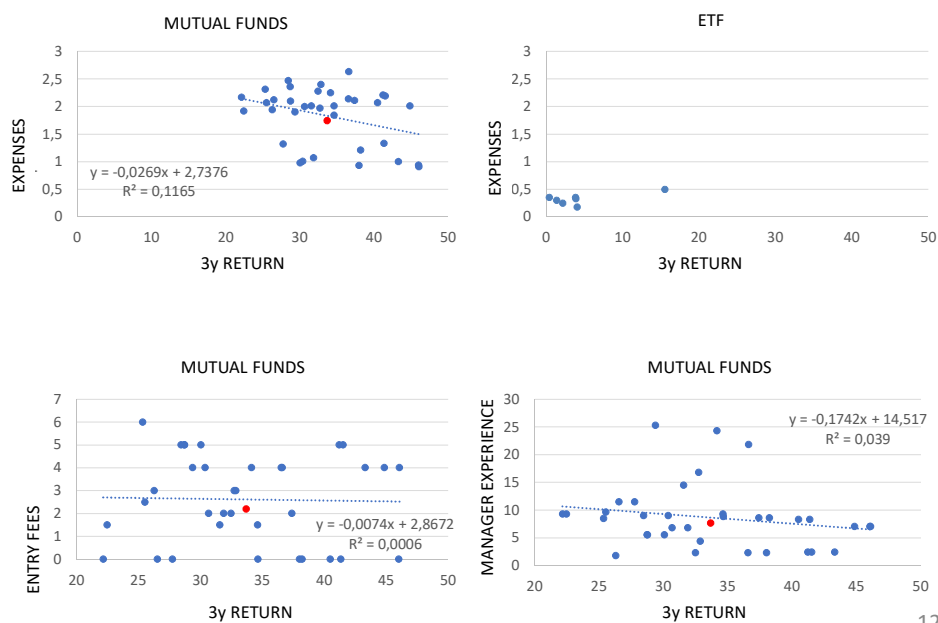 MUTUAL FUNDS
EXPENSES
3
2,5
2
1,5
1
0,5
0
y = -0,0269x + 2,7376
R² = 0,1165
0 10 20 30 40 50
3y RETURN
ETF
EXPENSES
3
2,5
2
1,5
1
0,5
0
0 10 20 30 40 50
3y RETURN
MUTUAL FUNDS
ENTRY FEES
7
6
5
4
3
2
1
0
y = -0,0074x + 2,8672
R² = 0,0006
20 25 30 35 40 45 50
3y RETURN
MUTUAL FUNDS
MANAGER EXPERIENCE
30
25
20
15
10
5
0
y = -0,1742x + 14,517
R² = 0,039
20 25 30 35 40 45 50
3y RETURN